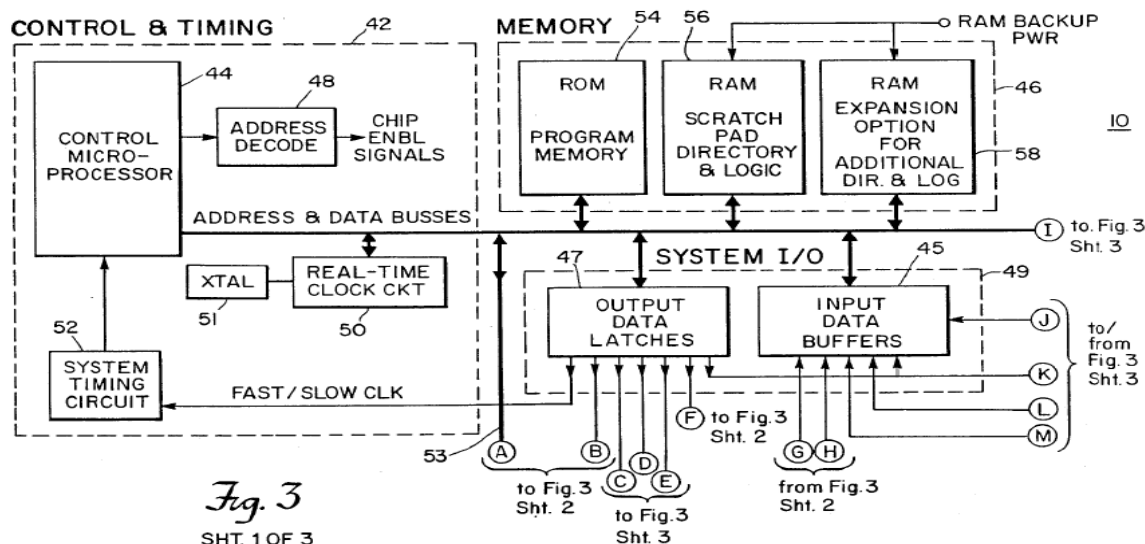 CONTROL & TIMING
42
44
CONTROL
MICRO-
PROCESSOR
48
ADDRESS
DECODE
CHIP
ENBL
SIGNALS
ADDRESS & DATA BUSSES
XTAL
51
REAL-TIME
CLOCK CKT
50
52
SYSTEM
TIMING
CIRCUIT
FAST/SLOW CLK
MEMORY
54
56
RAM BACKUP
PWR
ROM
PROGRAM
MEMORY
RAM
SCRATCH
PAD
DIRECTORY
& LOGIC
RAM
EXPANSION
OPTION
FOR
ADDITIONAL
DIR. & LOG
46
58
10
I
to. Fig. 3
Sht. 3
SYSTEM I/O
47
45
49
OUTPUT
DATA
LATCHES
INPUT
DATA
BUFFERS
J
K
L
M
to/
from
Fig. 3
Sht. 3
53
A
B
to Fig. 3
Sht. 2
C
D
E
to Fig. 3
Sht. 3
F
to Fig. 3
Sht. 2
G
H
from Fig. 3
Sht. 2
Fig. 3
SHT. 1 OF 3